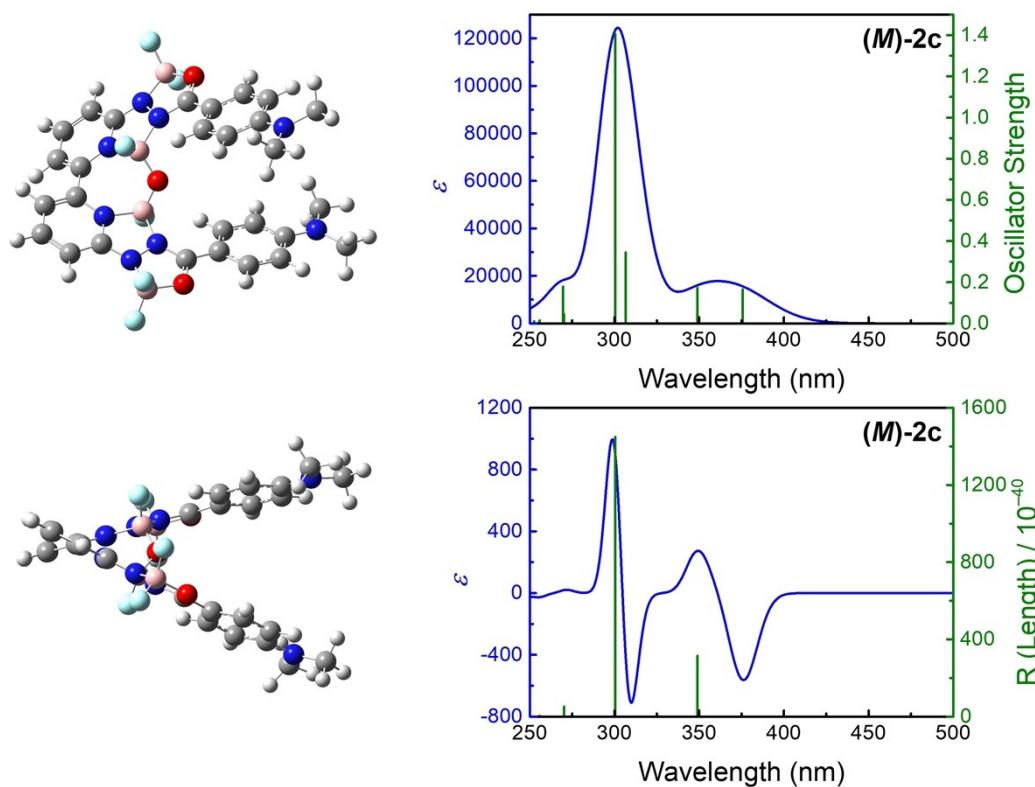 (M)-2c
120000
100000
80000
60000
40000
20000
0
ε
1.4
1.2
1.0
0.8
0.6
0.4
0.2
0.0
Oscillator Strength
250 300 350 400 450 500
Wavelength (nm)
(M)-2c
1200
800
400
0
-400
-800
ε
1600
1200
800
400
0
R (Length) / 10⁻⁴⁰
250 300 350 400 450 500
Wavelength (nm)